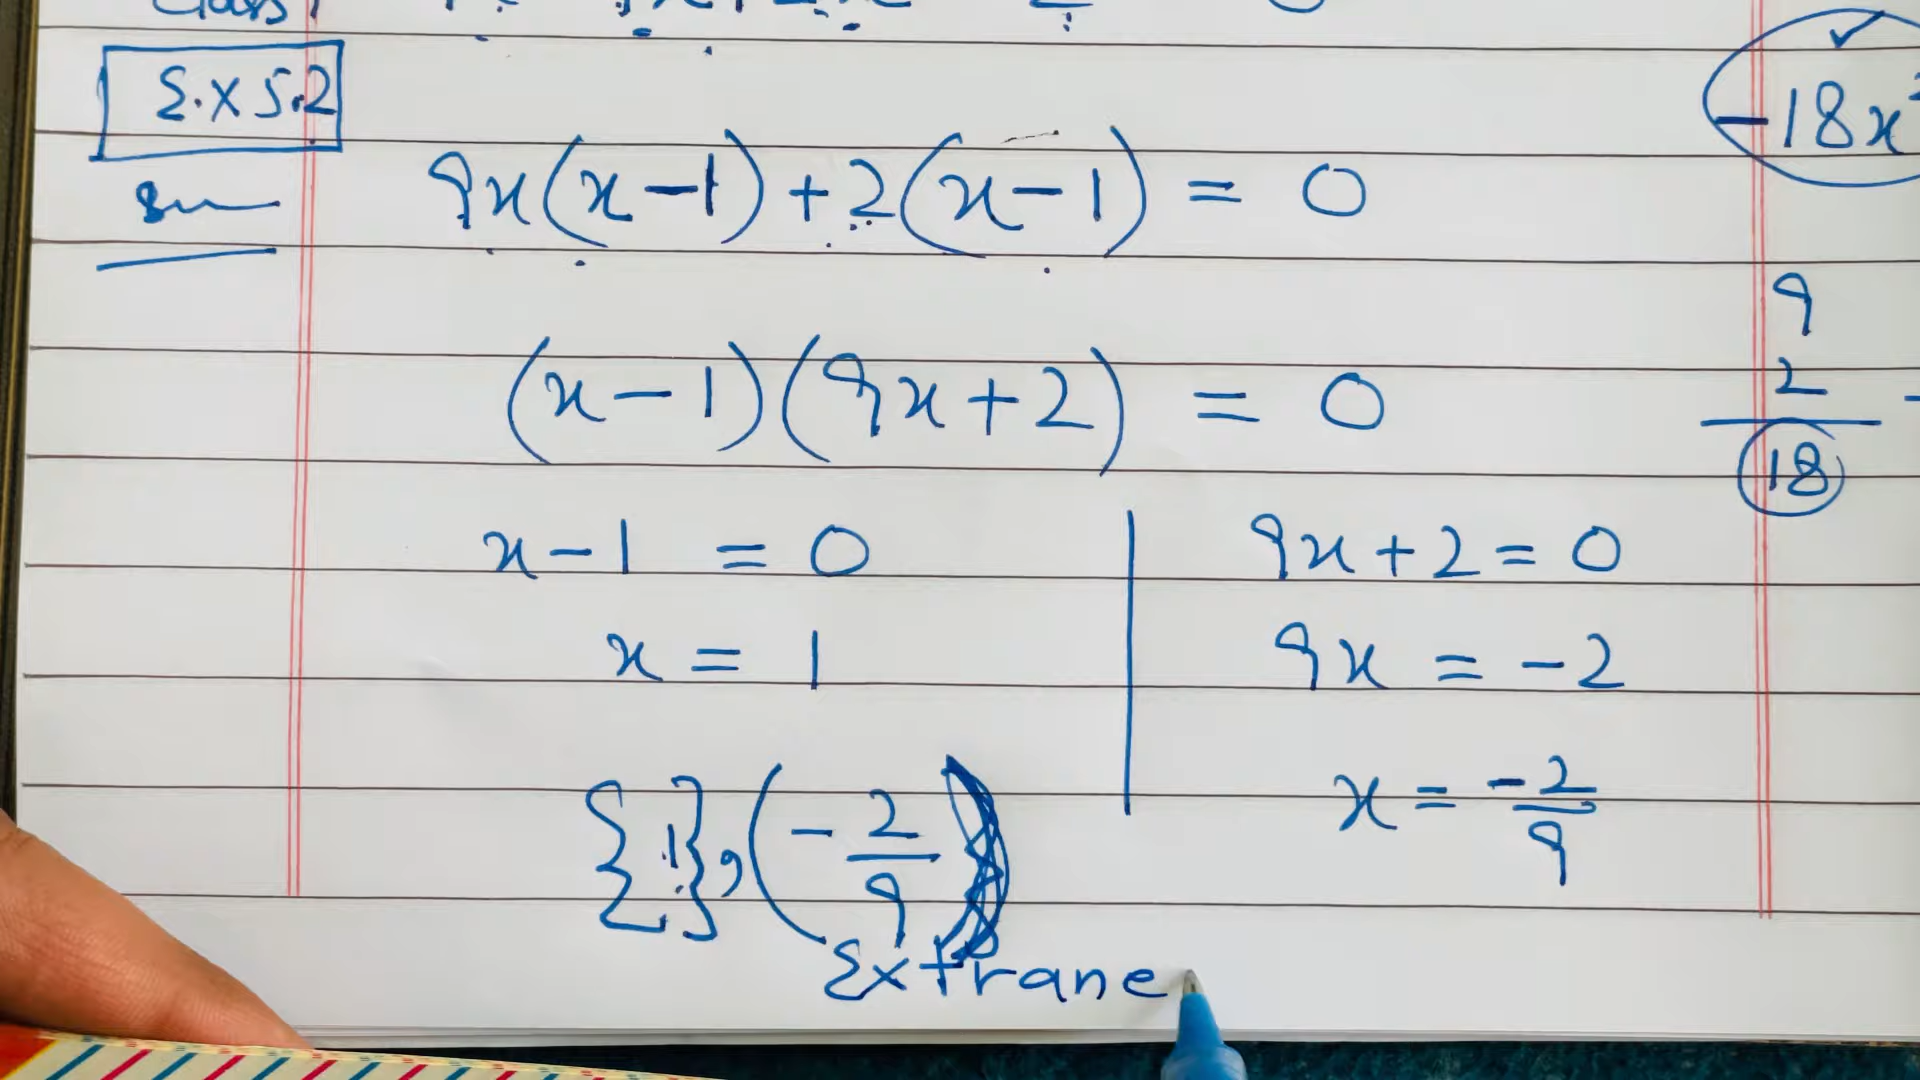 Ex 5.2
9x(x-1)+2(x-1) = 0
-18x²
(x-1)(9x+2) = 0
9
2
18
x-1 = 0
9x+2=0
x = 1
9x = -2
x = -2/9
{1}, (-2/9)
Extrane